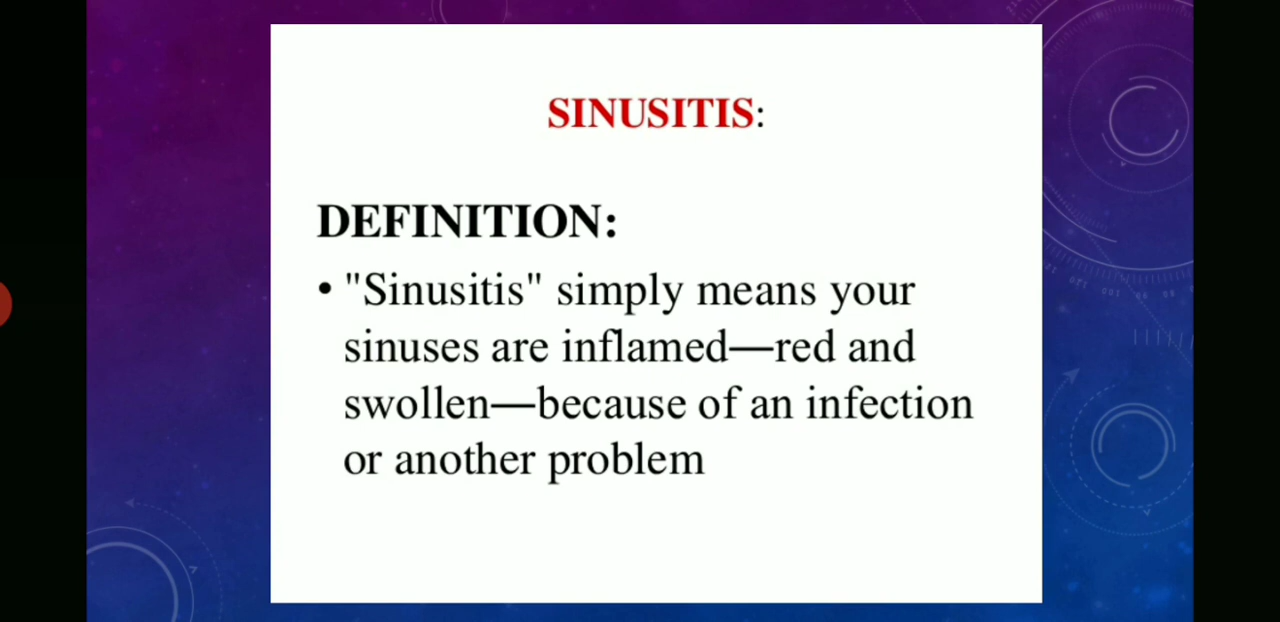 SINUSITIS:
DEFINITION:
• "Sinusitis" simply means your
sinuses are inflamed—red and
swollen—because of an infection
or another problem